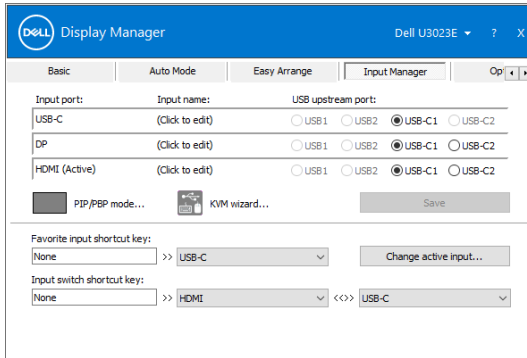 DELL Display Manager Dell U3023E ? X
Basic Auto Mode Easy Arrange Input Manager Op
Input port: Input name: USB upstream port:
USB-C (Click to edit) USB1 USB2 USB-C1 USB-C2
DP (Click to edit) USB1 USB2 USB-C1 USB-C2
HDMI (Active) (Click to edit) USB1 USB2 USB-C1 USB-C2
PIP/PBP mode... KVM wizard... Save
Favorite input shortcut key:
None >> USB-C Change active input...
Input switch shortcut key:
None >> HDMI <<>> USB-C